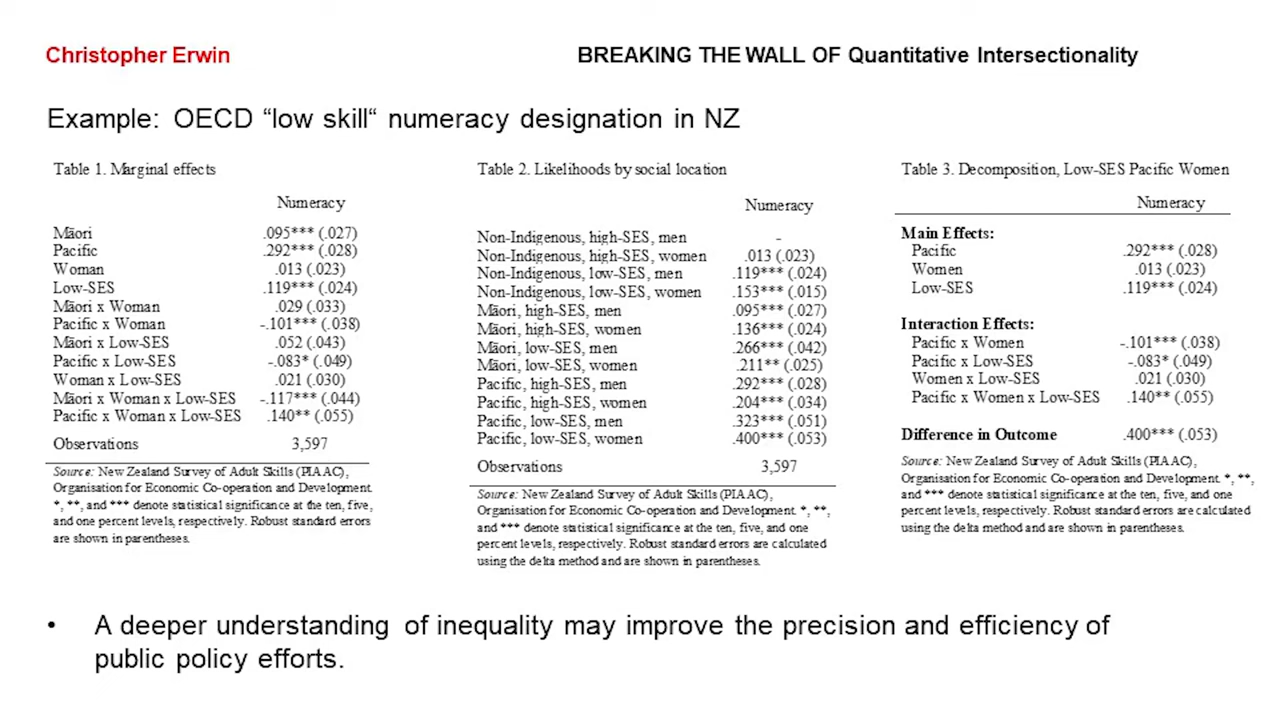 Christopher Erwin
BREAKING THE WALL OF Quantitative Intersectionality
Example: OECD “low skill“ numeracy designation in NZ
Table 1. Marginal effects
Numeracy
Māori .095*** (.027)
Pacific .292*** (.028)
Woman .013 (.023)
Low-SES .119*** (.024)
Māori x Woman .029 (.033)
Pacific x Woman -.101*** (.038)
Māori x Low-SES .052 (.043)
Pacific x Low-SES -.083* (.049)
Woman x Low-SES .021 (.030)
Māori x Woman x Low-SES -.117*** (.044)
Pacific x Woman x Low-SES .140** (.055)
Observations 3,597
Source: New Zealand Survey of Adult Skills (PIAAC),
Organisation for Economic Co-operation and Development.
*, **, and *** denote statistical significance at the ten, five,
and one percent levels, respectively. Robust standard errors
are shown in parentheses.
Table 2. Likelihoods by social location
Numeracy
Non-Indigenous, high-SES, men -
Non-Indigenous, high-SES, women .013 (.023)
Non-Indigenous, low-SES, men .119*** (.024)
Non-Indigenous, low-SES, women .153*** (.015)
Māori, high-SES, men .095*** (.027)
Māori, high-SES, women .136*** (.024)
Māori, low-SES, men .266*** (.042)
Māori, low-SES, women .211** (.025)
Pacific, high-SES, men .292*** (.028)
Pacific, high-SES, women .204*** (.034)
Pacific, low-SES, men .323*** (.051)
Pacific, low-SES, women .400*** (.053)
Observations 3,597
Source: New Zealand Survey of Adult Skills (PIAAC),
Organisation for Economic Co-operation and Development. *, **,
and *** denote statistical significance at the ten, five, and one
percent levels, respectively. Robust standard errors are calculated
using the delta method and are shown in parentheses.
Table 3. Decomposition, Low-SES Pacific Women
Numeracy
Main Effects:
Pacific .292*** (.028)
Women .013 (.023)
Low-SES .119*** (.024)
Interaction Effects:
Pacific x Women -.101*** (.038)
Pacific x Low-SES -.083* (.049)
Women x Low-SES .021 (.030)
Pacific x Women x Low-SES .140** (.055)
Difference in Outcome .400*** (.053)
Source: New Zealand Survey of Adult Skills (PIAAC),
Organisation for Economic Co-operation and Development. *, **,
and *** denote statistical significance at the ten, five, and one
percent levels, respectively. Robust standard errors are calculated
using the delta method and are shown in parentheses.
• A deeper understanding of inequality may improve the precision and efficiency of
public policy efforts.